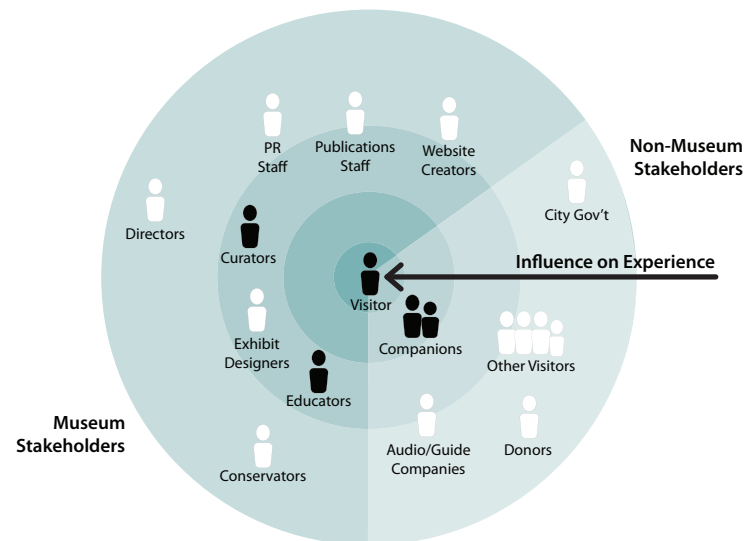 PR
Staff
Publications
Staff
Website
Creators
Non-Museum
Stakeholders
City Gov't
Directors
Curators
Influence on Experience
Visitor
Exhibit
Designers
Companions
Other Visitors
Educators
Museum
Stakeholders
Conservators
Audio/Guide
Companies
Donors